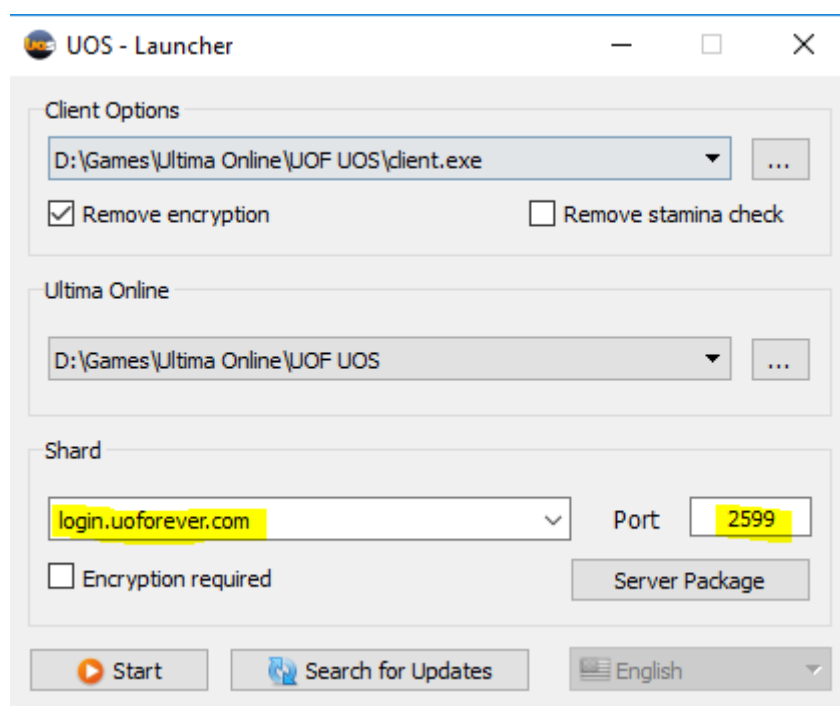 UOS UOS - Launcher
Client Options
D:\Games\Ultima Online\UOF UOS\client.exe ...
Remove encryption Remove stamina check
Ultima Online
D:\Games\Ultima Online\UOF UOS ...
Shard
login.uoforever.com Port 2599
Encryption required Server Package
Start Search for Updates English